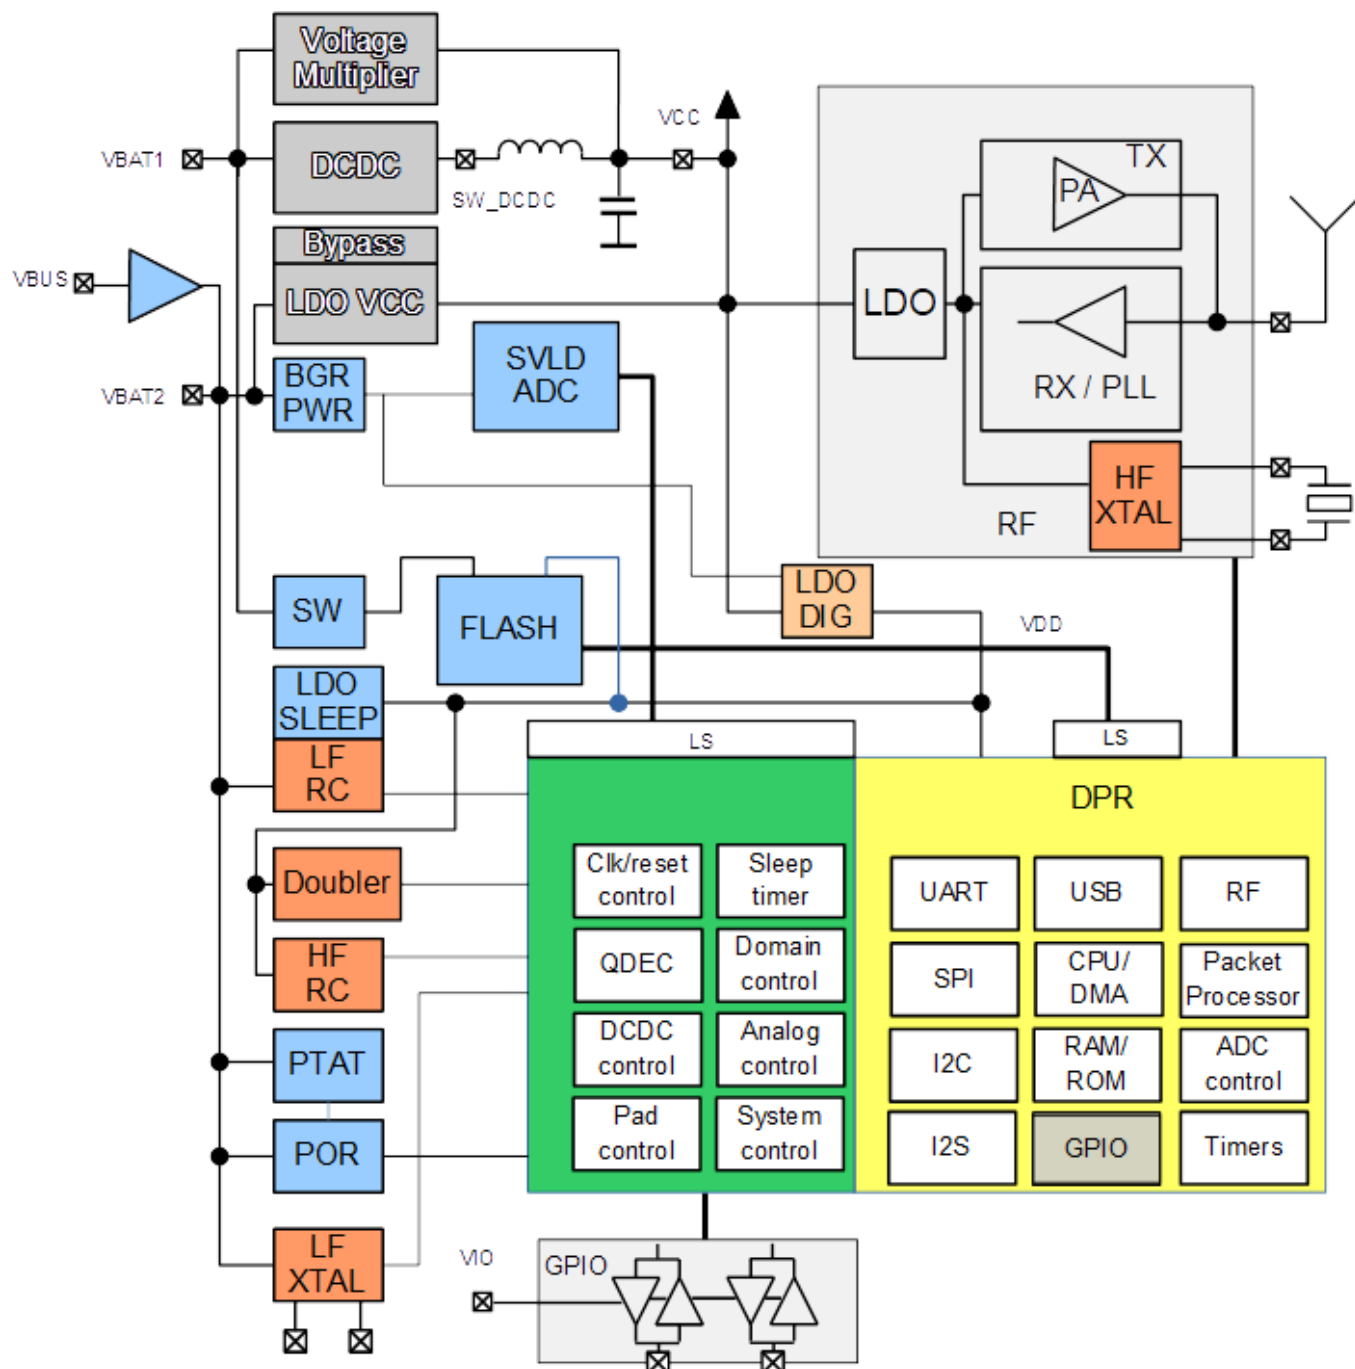 Voltage
Multiplier
VCC
VBAT1
DCDC
SW_DCDC
Bypass
LDO VCC
VBUS
VBAT2
BGR
PWR
SVLD
ADC
TX
PA
LDO
RX / PLL
HF
XTAL
RF
SW
FLASH
LDO
DIG
VDD
LDO
SLEEP
LF
RC
LS
LS
DPR
Doubler
HF
RC
PTAT
POR
LF
XTAL
Clk/reset
control
Sleep
timer
QDEC
Domain
control
DCDC
control
Analog
control
Pad
control
System
control
UART
USB
RF
SPI
CPU/
DMA
Packet
Processor
I2C
RAM/
ROM
ADC
control
I2S
GPIO
Timers
VIO
GPIO